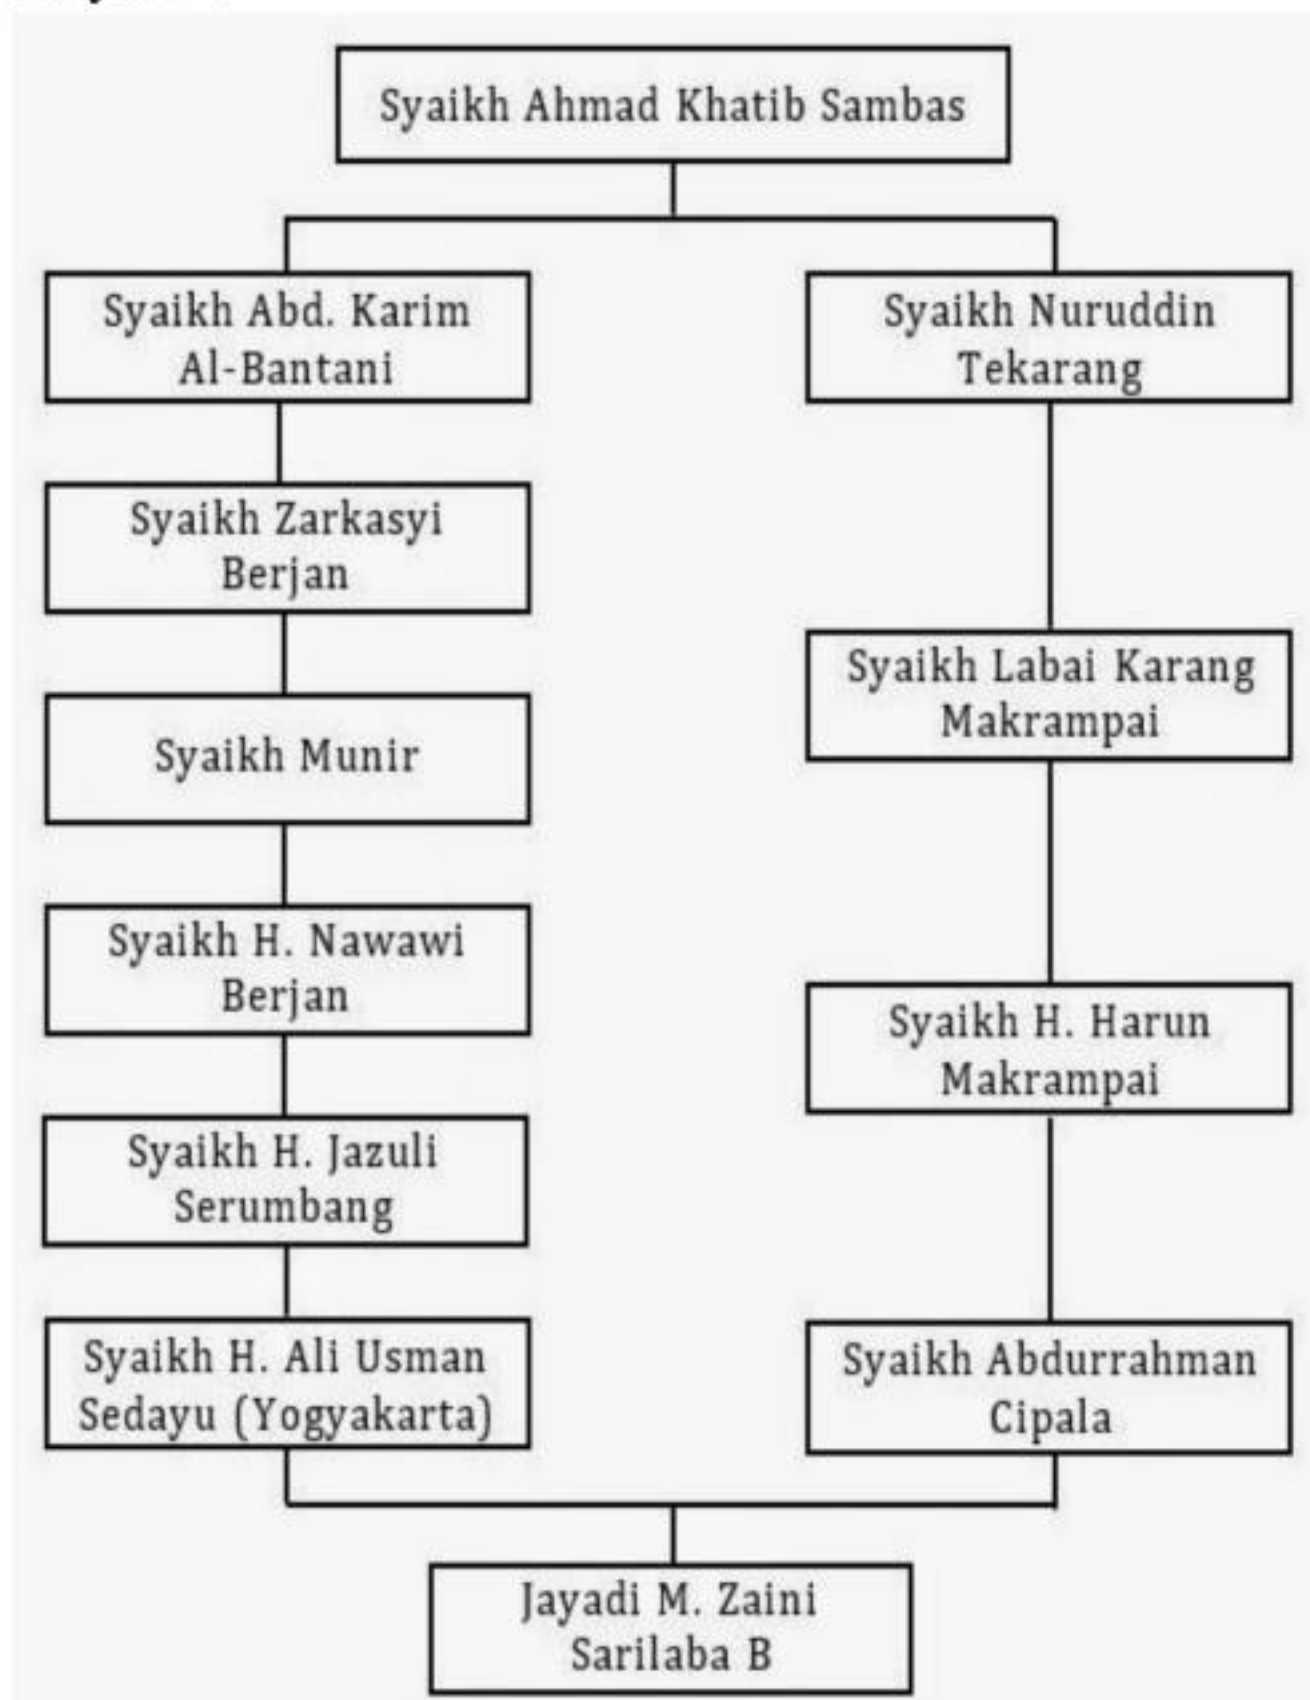 Syaikh Ahmad Khatib Sambas
Syaikh Abd. Karim
Al-Bantani
Syaikh Zarkasyi
Berjan
Syaikh Munir
Syaikh H. Nawawi
Berjan
Syaikh H. Jazuli
Serumbang
Syaikh H. Ali Usman
Sedayu (Yogyakarta)
Syaikh Nuruddin
Tekarang
Syaikh Labai Karang
Makrampai
Syaikh H. Harun
Makrampai
Syaikh Abdurrahman
Cipala
Jayadi M. Zaini
Sarilaba B